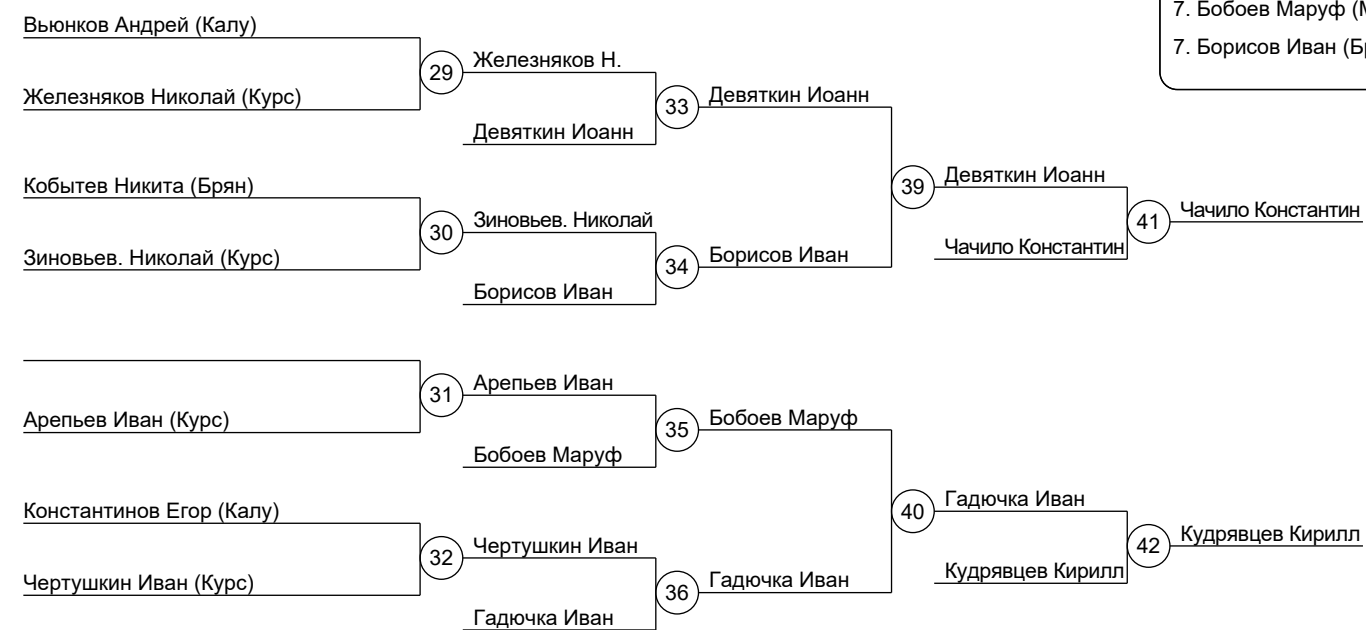 7. Бобоев Маруф
7. Борисов Иван
Вьюнков Андрей (Калу)
29
Железняков Н.
Железняков Николай (Курс)
33
Девяткин Иоанн
Девяткин Иоанн
Кобытев Никита (Брян)
39
Девяткин Иоанн
30
Зиновьев. Николай
41
Чачило Константин
Зиновьев. Николай (Курс)
34
Борисов Иван
Чачило Константин
Борисов Иван
31
Арепьев Иван
Арепьев Иван (Курс)
35
Бобоев Маруф
Бобоев Маруф
Константинов Егор (Калу)
40
Гадючка Иван
32
Чертушкин Иван
42
Кудрявцев Кирилл
Чертушкин Иван (Курс)
36
Гадючка Иван
Кудрявцев Кирилл
Гадючка Иван